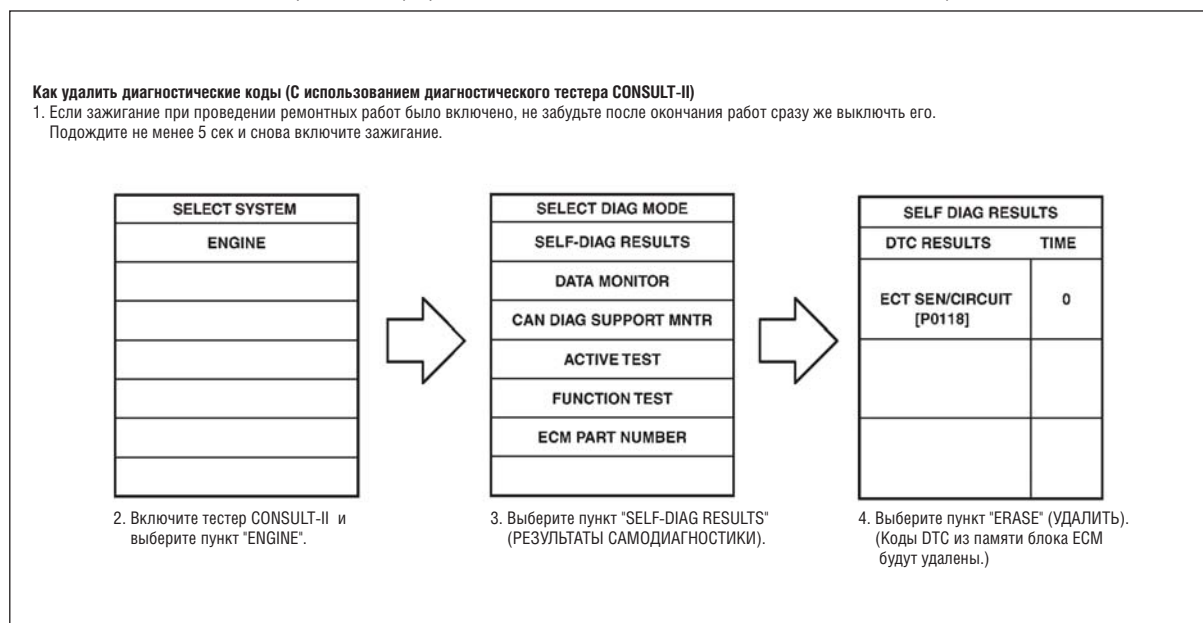 Как удалить диагностические коды (С использованием диагностического тестера CONSULT-II)
1. Если зажигание при проведении ремонтных работ было включено, не забудьте после окончания работ сразу же выключть его.
Подождите не менее 5 сек и снова включите зажигание.
SELECT SYSTEM
ENGINE
2. Включите тестер CONSULT-II и
выберите пункт "ENGINE".
SELECT DIAG MODE
SELF-DIAG RESULTS
DATA MONITOR
CAN DIAG SUPPORT MNTR
ACTIVE TEST
FUNCTION TEST
ECM PART NUMBER
3. Выберите пункт "SELF-DIAG RESULTS"
(РЕЗУЛЬТАТЫ САМОДИАГНОСТИКИ).
SELF DIAG RESULTS
DTC RESULTS TIME
ECT SEN/CIRCUIT 0
[P0118]
4. Выберите пункт "ERASE" (УДАЛИТЬ).
(Коды DTC из памяти блока ECM
будут удалены.)